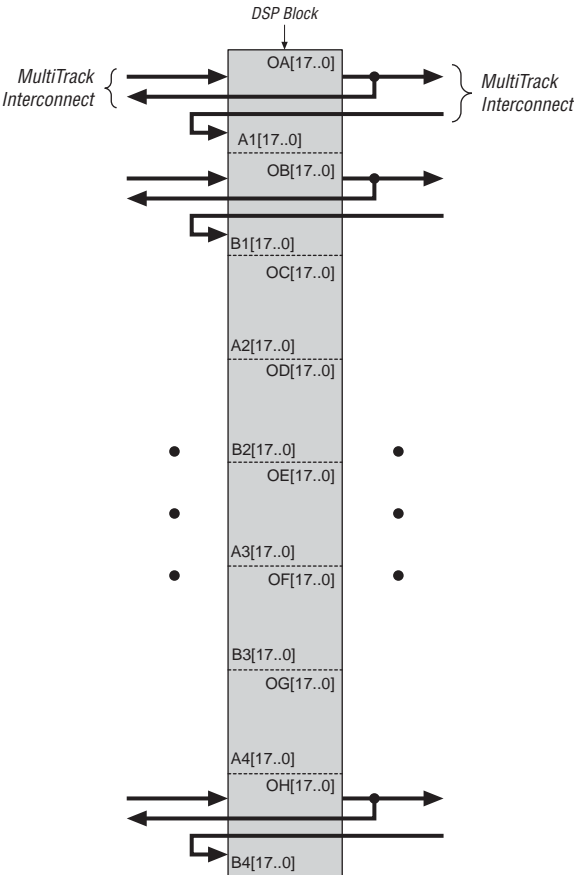 DSP Block
MultiTrack
Interconnect
MultiTrack
Interconnect
OA[17..0]
A1[17..0]
OB[17..0]
B1[17..0]
OC[17..0]
A2[17..0]
OD[17..0]
B2[17..0]
OE[17..0]
A3[17..0]
OF[17..0]
B3[17..0]
OG[17..0]
A4[17..0]
OH[17..0]
B4[17..0]